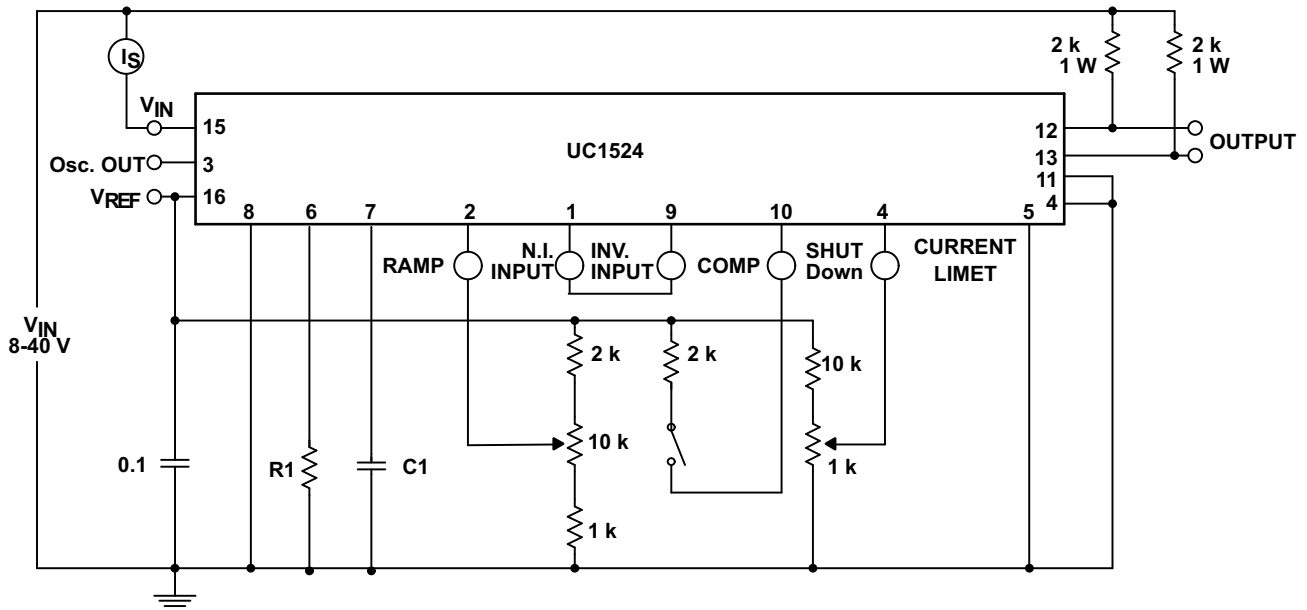 IS
2 k
1 W
2 k
1 W
VIN
15
UC1524
12
OUTPUT
Osc. OUT
3
13
VREF
16
11
4
8
6
7
2
1
9
10
4
5
RAMP
N.I.
INPUT
INV.
INPUT
COMP
SHUT
Down
CURRENT
LIMET
VIN
8-40 V
2 k
2 k
10 k
10 k
0.1
R1
C1
1 k
1 k